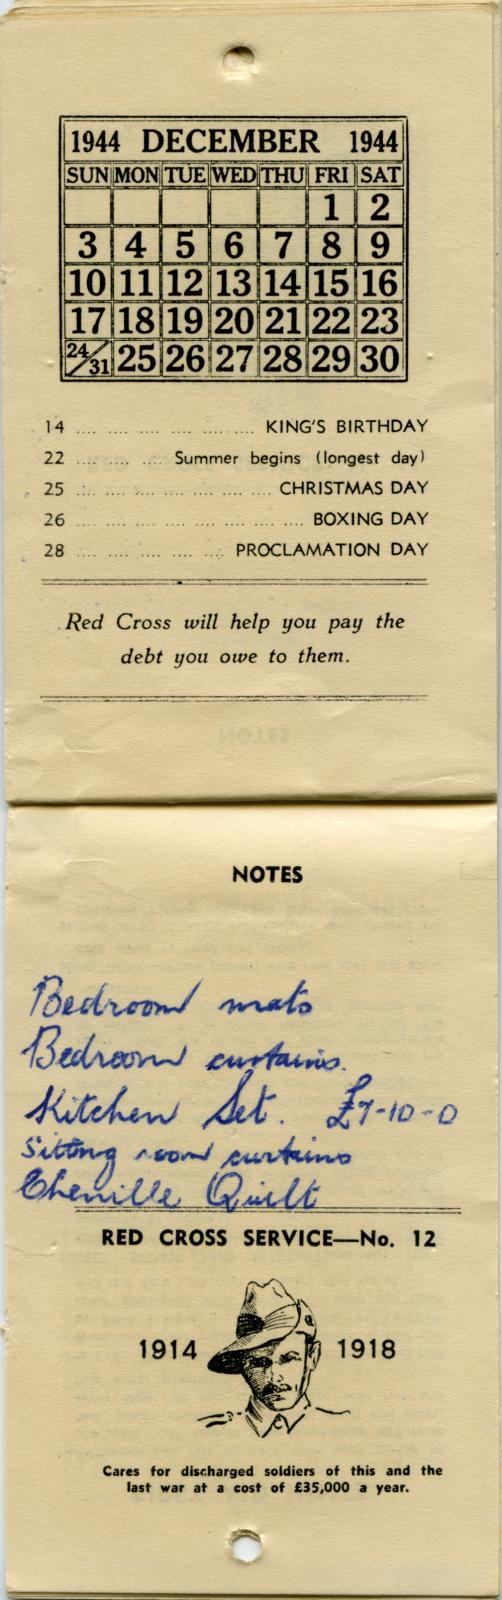 1944 DECEMBER 1944
SUN MON TUE WED THU FRI SAT
1 2
3 4 5 6 7 8 9
10 11 12 13 14 15 16
17 18 19 20 21 22 23
24/31 25 26 27 28 29 30
14 .... .... .... .... .... .... KING'S BIRTHDAY
22 .... .... .... Summer begins (longest day)
25 .... .... .... .... .... .... CHRISTMAS DAY
26 .... .... .... .... .... .... .... BOXING DAY
28 .... .... .... .... .... PROCLAMATION DAY
Red Cross will help you pay the
debt you owe to them.
NOTES
Bedroom mats
Bedroom curtains.
Kitchen Set. £7-10-0
Sitting room curtains
Chenille Quilt
RED CROSS SERVICE—No. 12
1914 1918
Cares for discharged soldiers of this and the
last war at a cost of £35,000 a year.